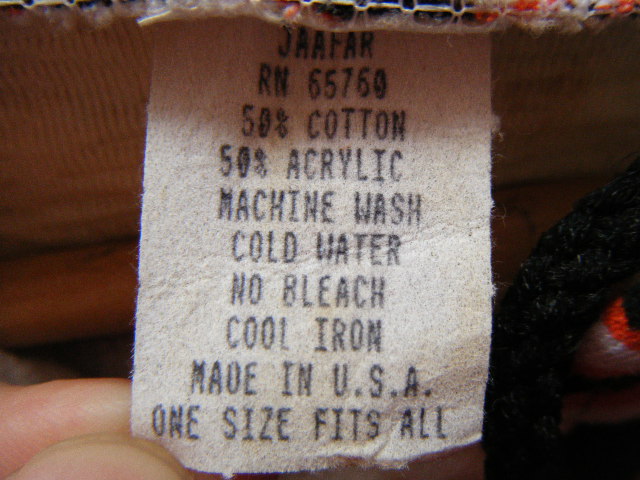 JAAFAR
RN 65760
50% COTTON
50% ACRYLIC
MACHINE WASH
COLD WATER
NO BLEACH
COOL IRON
MADE IN U.S.A.
ONE SIZE FITS ALL